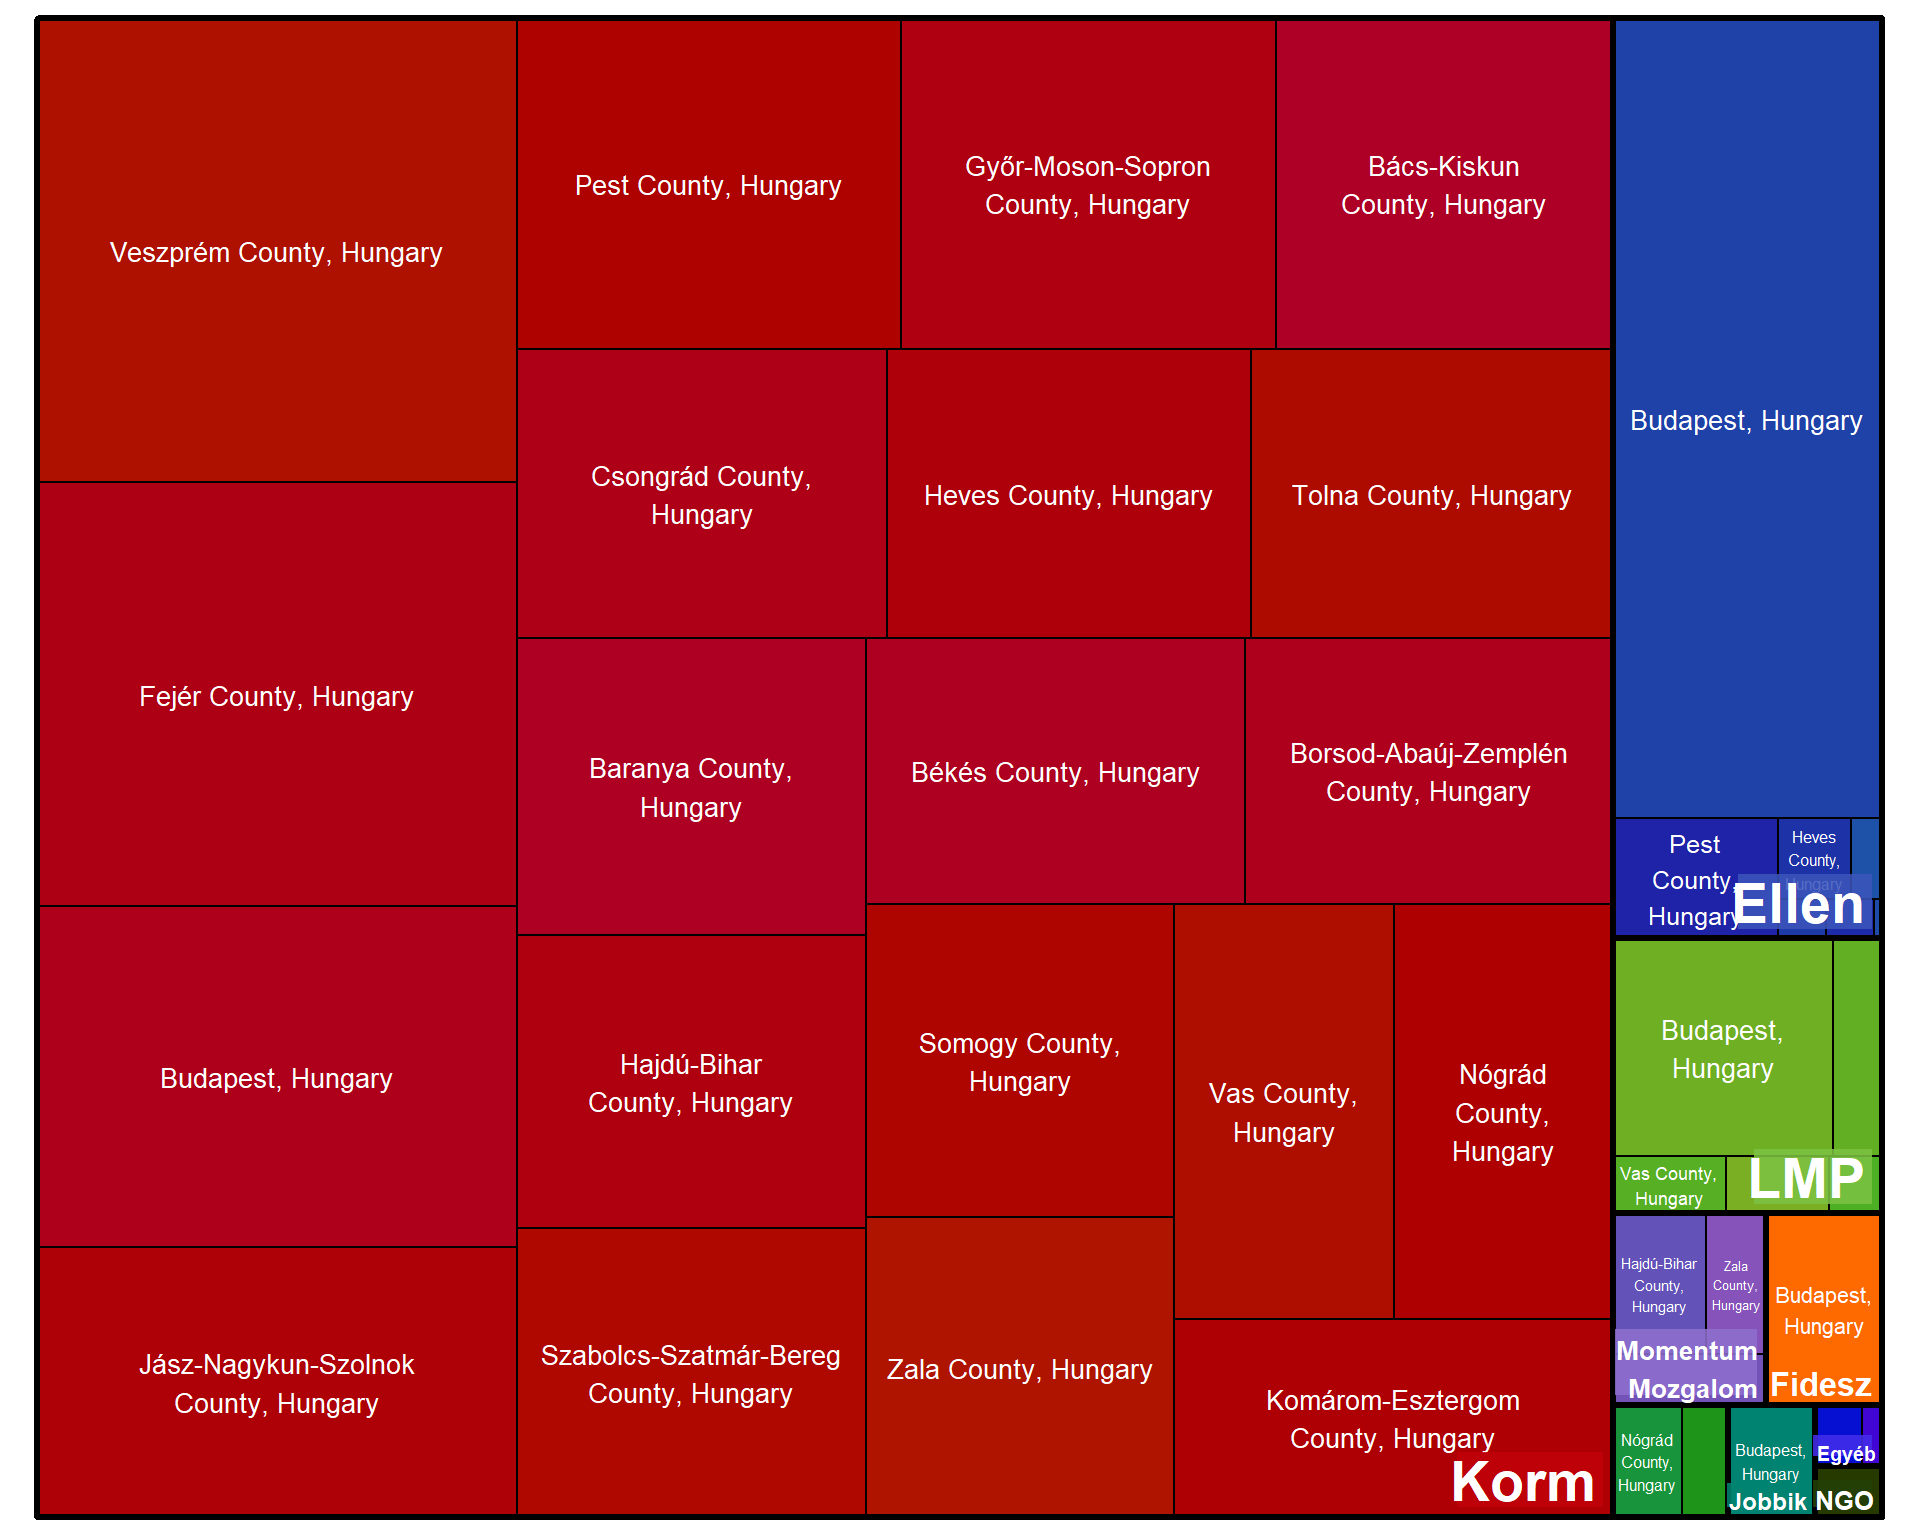 Veszprém County, Hungary
Fejér County, Hungary
Budapest, Hungary
Jász-Nagykun-Szolnok
County, Hungary
Pest County, Hungary
Győr-Moson-Sopron
County, Hungary
Bács-Kiskun
County, Hungary
Csongrád County,
Hungary
Heves County, Hungary
Tolna County, Hungary
Baranya County,
Hungary
Békés County, Hungary
Borsod-Abaúj-Zemplén
County, Hungary
Hajdú-Bihar
County, Hungary
Somogy County,
Hungary
Vas County,
Hungary
Nógrád
County,
Hungary
Szabolcs-Szatmár-Bereg
County, Hungary
Zala County, Hungary
Komárom-Esztergom
County, Hungary
Korm
Budapest, Hungary
Pest
County,
Hungary
Heves
County,
Hungary
Ellen
Budapest,
Hungary
Vas County,
Hungary
LMP
Hajdú-Bihar
County,
Hungary
Zala
County,
Hungary
Momentum
Mozgalom
Budapest,
Hungary
Fidesz
Nógrád
County,
Hungary
Budapest,
Hungary
Jobbik
Egyéb
NGO